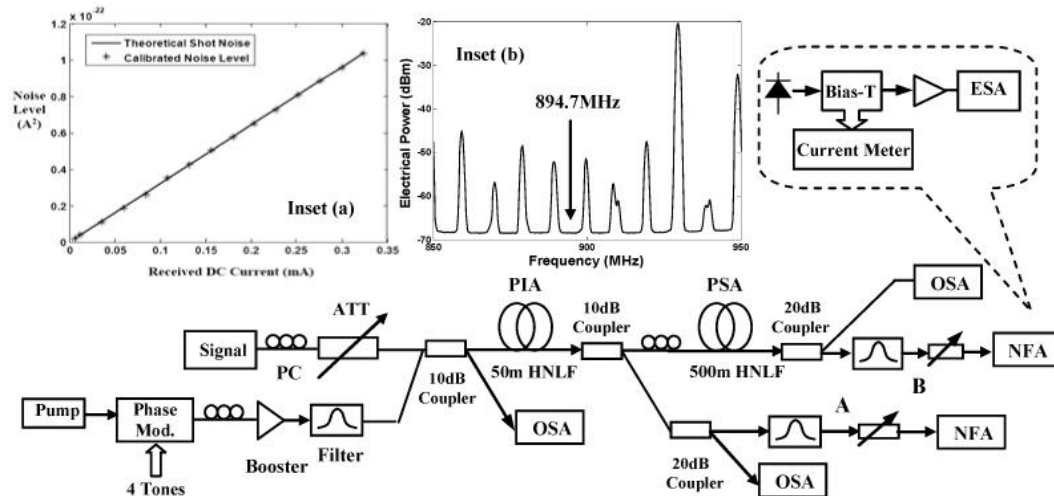 × 10⁻²²
1.2
1
0.8
0.6
0.4
0.2
0
Theoretical Shot Noise
Calibrated Noise Level
Noise
Level
(A²)
0 0.05 0.1 0.15 0.2 0.25 0.3 0.35
Received DC Current (mA)
Inset (a)
-20
-30
-40
-50
-60
-70
Electrical Power (dBm)
Inset (b)
894.7MHz
850 900 950
Frequency (MHz)
Bias-T
ESA
Current Meter
PIA
PSA
ATT
10dB
Coupler
20dB
Coupler
OSA
Signal
PC
10dB
Coupler
50m HNLF
500m HNLF
B
NFA
Pump
Phase
Mod.
Booster
Filter
OSA
A
NFA
20dB
Coupler
OSA
4 Tones